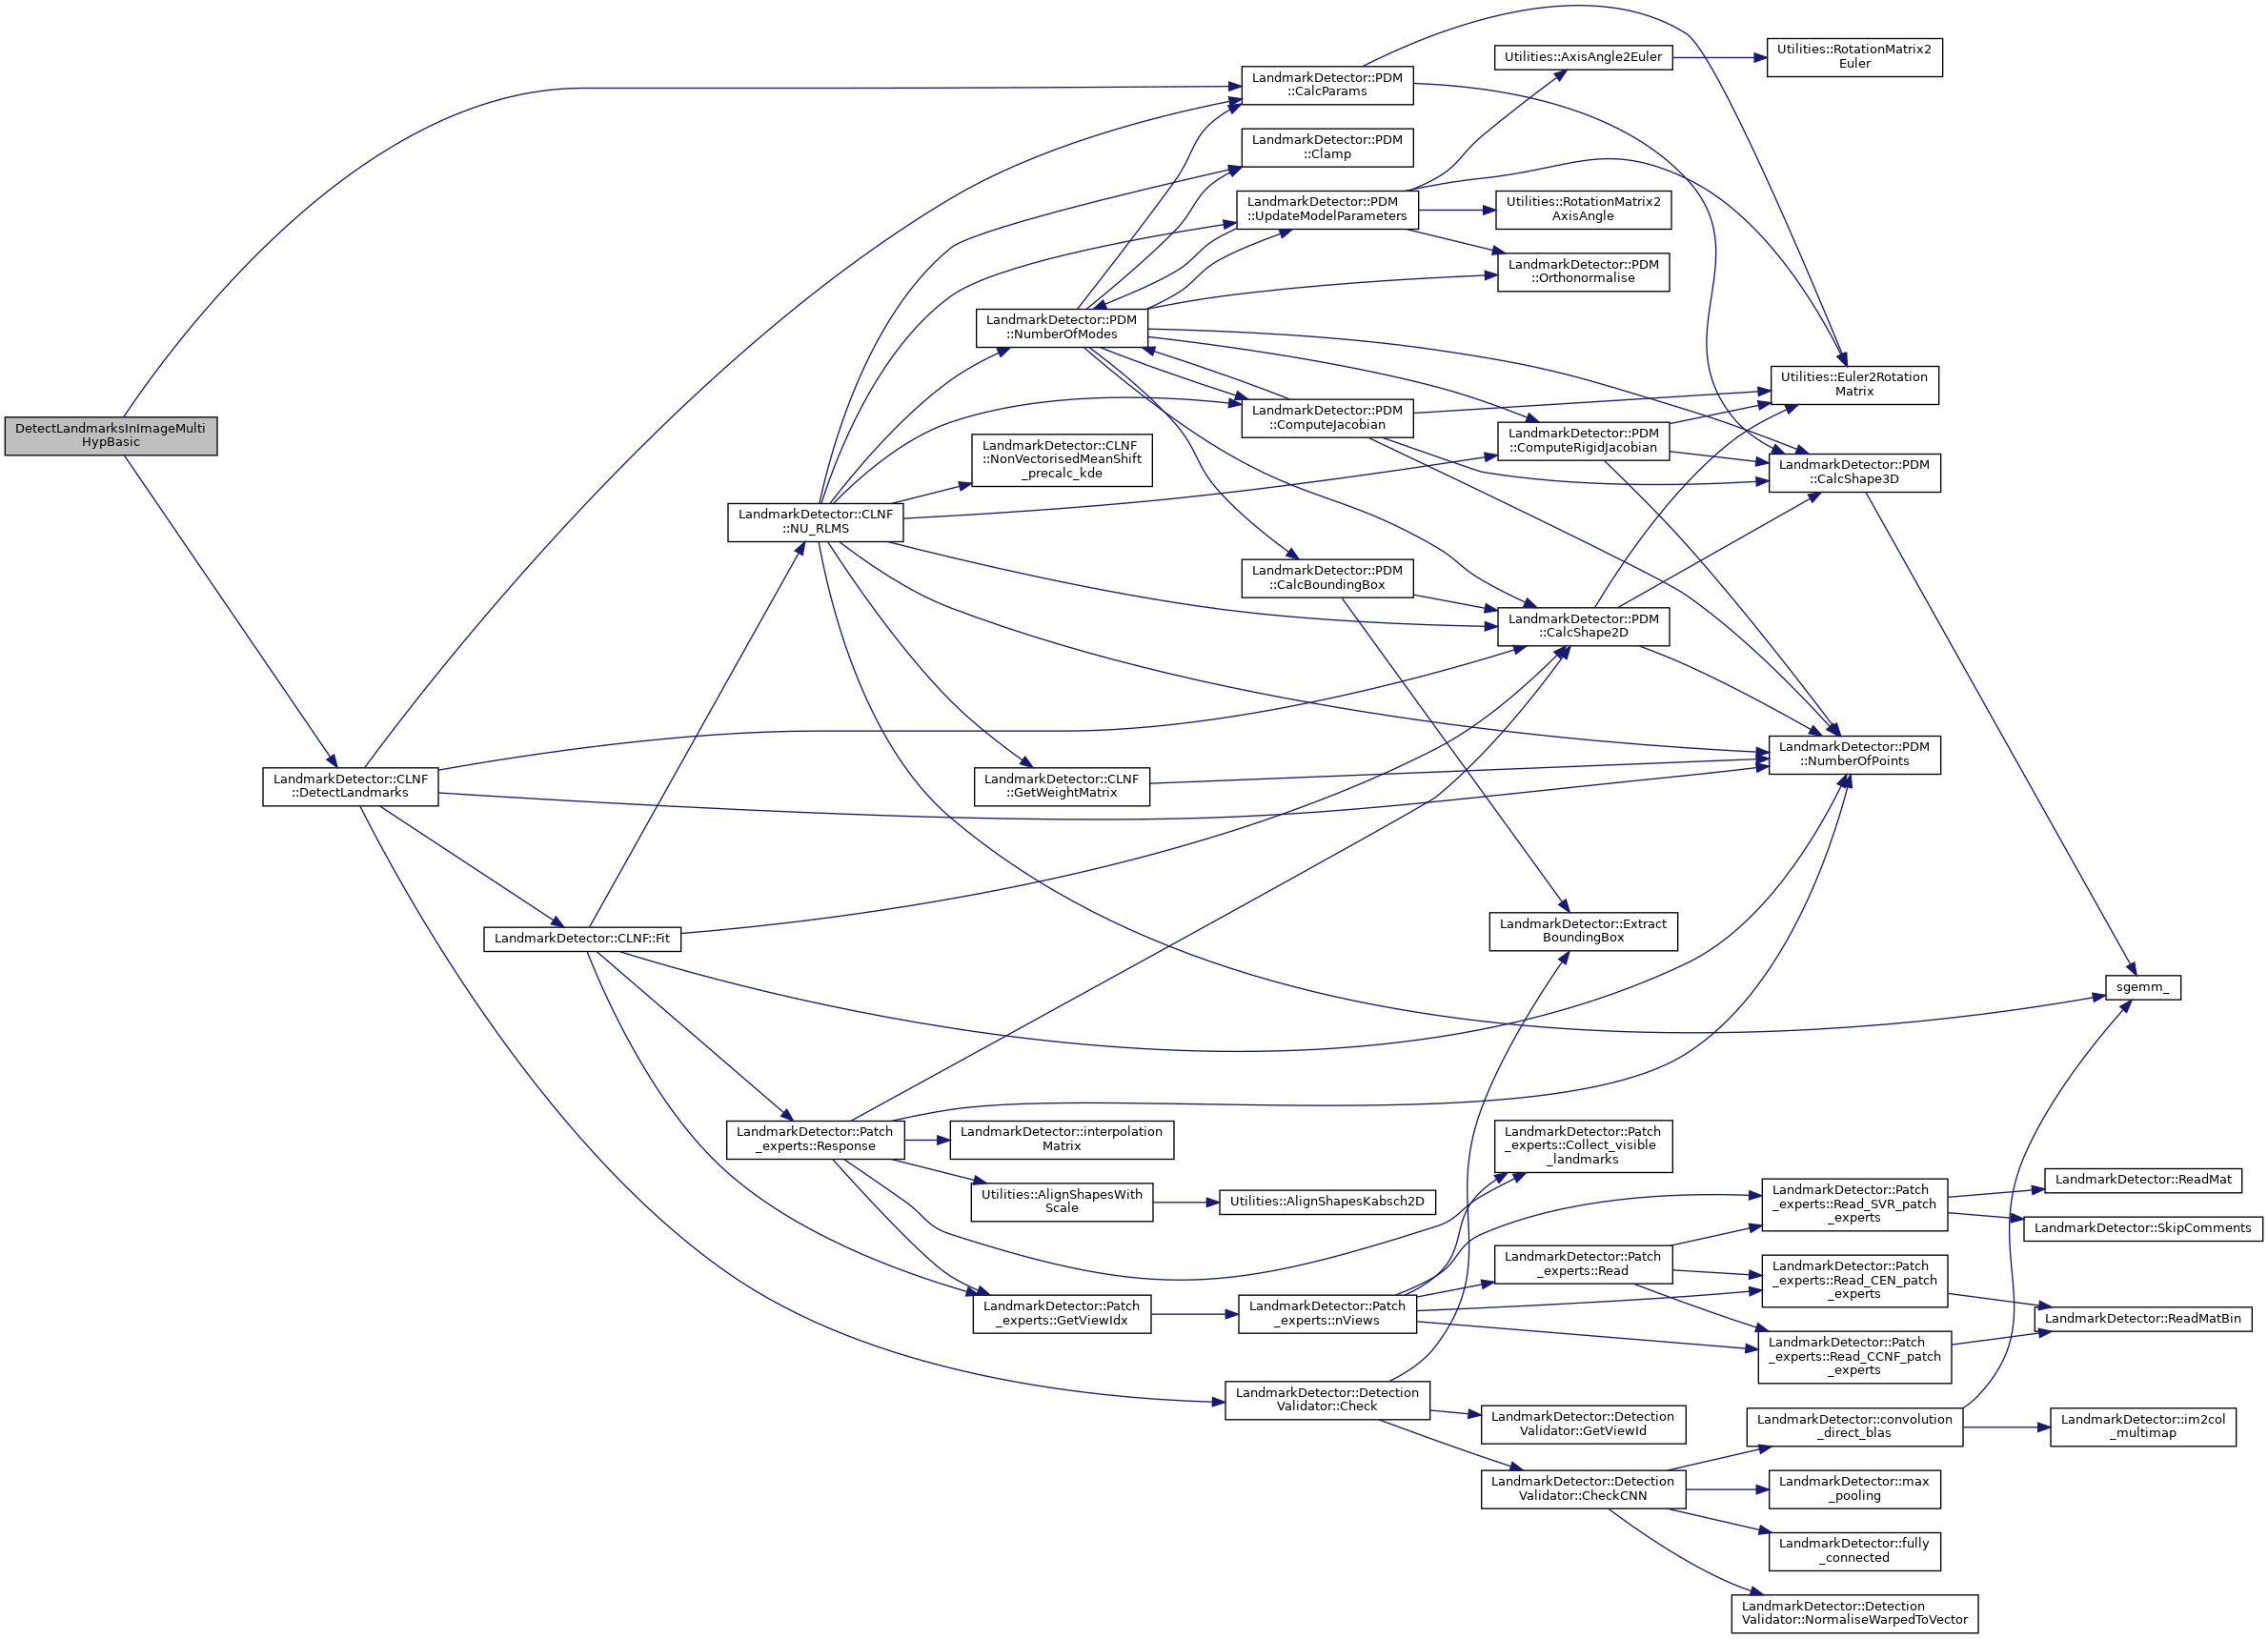 DetectLandmarksInImageMulti
HypBasic
LandmarkDetector::CLNF
::DetectLandmarks
LandmarkDetector::CLNF::Fit
LandmarkDetector::CLNF
::NU_RLMS
LandmarkDetector::Patch
_experts::Response
LandmarkDetector::PDM
::NumberOfModes
LandmarkDetector::CLNF
::NonVectorisedMeanShift
_precalc_kde
LandmarkDetector::CLNF
::GetWeightMatrix
LandmarkDetector::interpolation
Matrix
Utilities::AlignShapesWith
Scale
LandmarkDetector::Patch
_experts::GetViewIdx
LandmarkDetector::PDM
::CalcParams
LandmarkDetector::PDM
::Clamp
LandmarkDetector::PDM
::UpdateModelParameters
LandmarkDetector::PDM
::ComputeJacobian
LandmarkDetector::PDM
::CalcBoundingBox
Utilities::AlignShapesKabsch2D
LandmarkDetector::Patch
_experts::nViews
LandmarkDetector::Detection
Validator::Check
Utilities::AxisAngle2Euler
Utilities::RotationMatrix2
AxisAngle
LandmarkDetector::PDM
::Orthonormalise
LandmarkDetector::PDM
::ComputeRigidJacobian
LandmarkDetector::PDM
::CalcShape2D
LandmarkDetector::Extract
BoundingBox
LandmarkDetector::Patch
_experts::Collect_visible
_landmarks
LandmarkDetector::Patch
_experts::Read
LandmarkDetector::Detection
Validator::GetViewId
LandmarkDetector::Detection
Validator::CheckCNN
Utilities::RotationMatrix2
Euler
Utilities::Euler2Rotation
Matrix
LandmarkDetector::PDM
::CalcShape3D
LandmarkDetector::PDM
::NumberOfPoints
LandmarkDetector::Patch
_experts::Read_SVR_patch
_experts
LandmarkDetector::Patch
_experts::Read_CEN_patch
_experts
LandmarkDetector::Patch
_experts::Read_CCNF_patch
_experts
LandmarkDetector::convolution
_direct_blas
LandmarkDetector::max
_pooling
LandmarkDetector::fully
_connected
LandmarkDetector::Detection
Validator::NormaliseWarpedToVector
sgemm_
LandmarkDetector::ReadMat
LandmarkDetector::SkipComments
LandmarkDetector::ReadMatBin
LandmarkDetector::im2col
_multimap